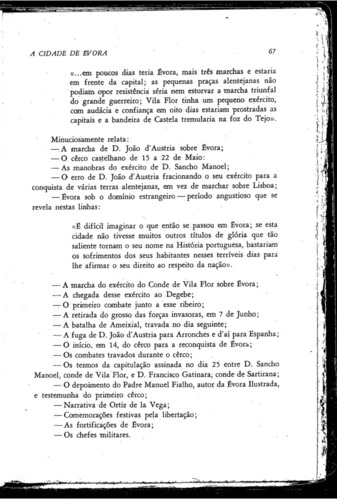 A CIDADE DE ÉVORA 67
«...em poucos dias teria Évora, mais três marchas e estaria
em frente da capital; as pequenas praças alentejanas não
podiam opor resistência séria nem estorvar a marcha triunfal
do grande guerreiro; Vila Flor tinha um pequeno exército,
com audácia e confiança em oito dias estariam prostradas as
capitais e a bandeira de Castela tremularia na foz do Tejo».
Minuciosamente relata:
— A marcha de D. João d'Austria sobre Évora;
— O cêrco castelhano de 15 a 22 de Maio:
— As manobras do exército de D. Sancho Manoel;
— O erro de D. João d'Austria fracionando o seu exército para a
conquista de várias terras alentejanas, em vez de marchar sobre Lisboa;
— Évora sob o domínio estrangeiro — período angustioso que se
revela nestas linhas:
«É difícil imaginar o que então se passou em Évora; se esta
cidade não tivesse muitos outros títulos de glória que tão
saliente tornam o seu nome na História portuguesa, bastariam
os sofrimentos dos seus habitantes nesses terríveis dias para
lhe afirmar o seu direito ao respeito da nação».
— A marcha do exército do Conde de Vila Flor sobre Évora;
— A chegada desse exército ao Degebe;
— O primeiro combate junto a esse ribeiro;
— A retirada do grosso das forças invasoras, em 7 de Junho;
— A batalha de Ameixial, travada no dia seguinte;
— A fuga de D. João d'Austria para Arronches e d'aí para Espanha;
— O início, em 14, do cêrco para a reconquista de Évora;
— Os combates travados durante o cêrco;
— Os termos da capitulação assinada no dia 25 entre D. Sancho
Manoel, conde de Vila Flor, e D. Francisco Gatinara, conde de Sartirana;
— O depoimento do Padre Manuel Fialho, autor da Évora Ilustrada,
e testemunha do primeiro cêrco;
— Narrativa de Ortiz de la Vega;
— Comemorações festivas pela libertação;
— As fortificações de Évora;
— Os chefes militares.